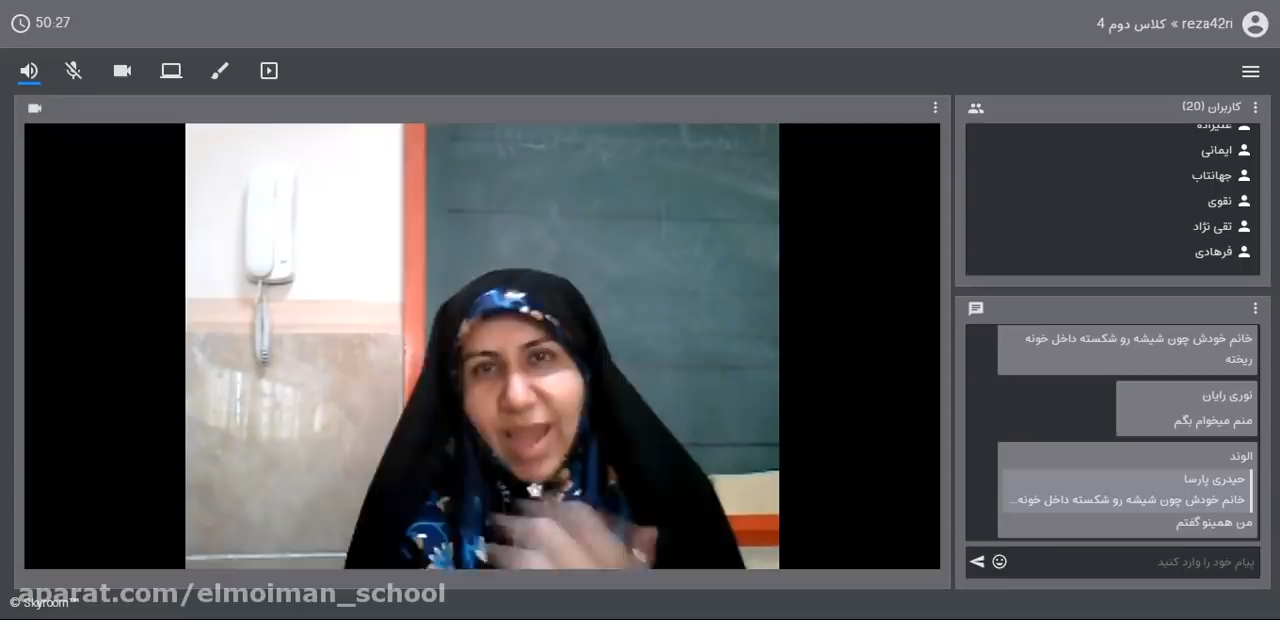 50:27
reza42ri » کلاس دوم 4
کاربران (20)
علیزاده
ایمانی
جهانتاب
نقوی
تقی نژاد
فرهادی
خانم خودش چون شیشه رو شکسته داخل خونه
ریخته
نوری رایان
منم میخوام بگم
الوند
حیدری پارسا
خانم خودش چون شیشه رو شکسته داخل خونه...
من همینو گفتم
پیام خود را وارد کنید
aparat.com/elmoiman_school
© Skyroom™